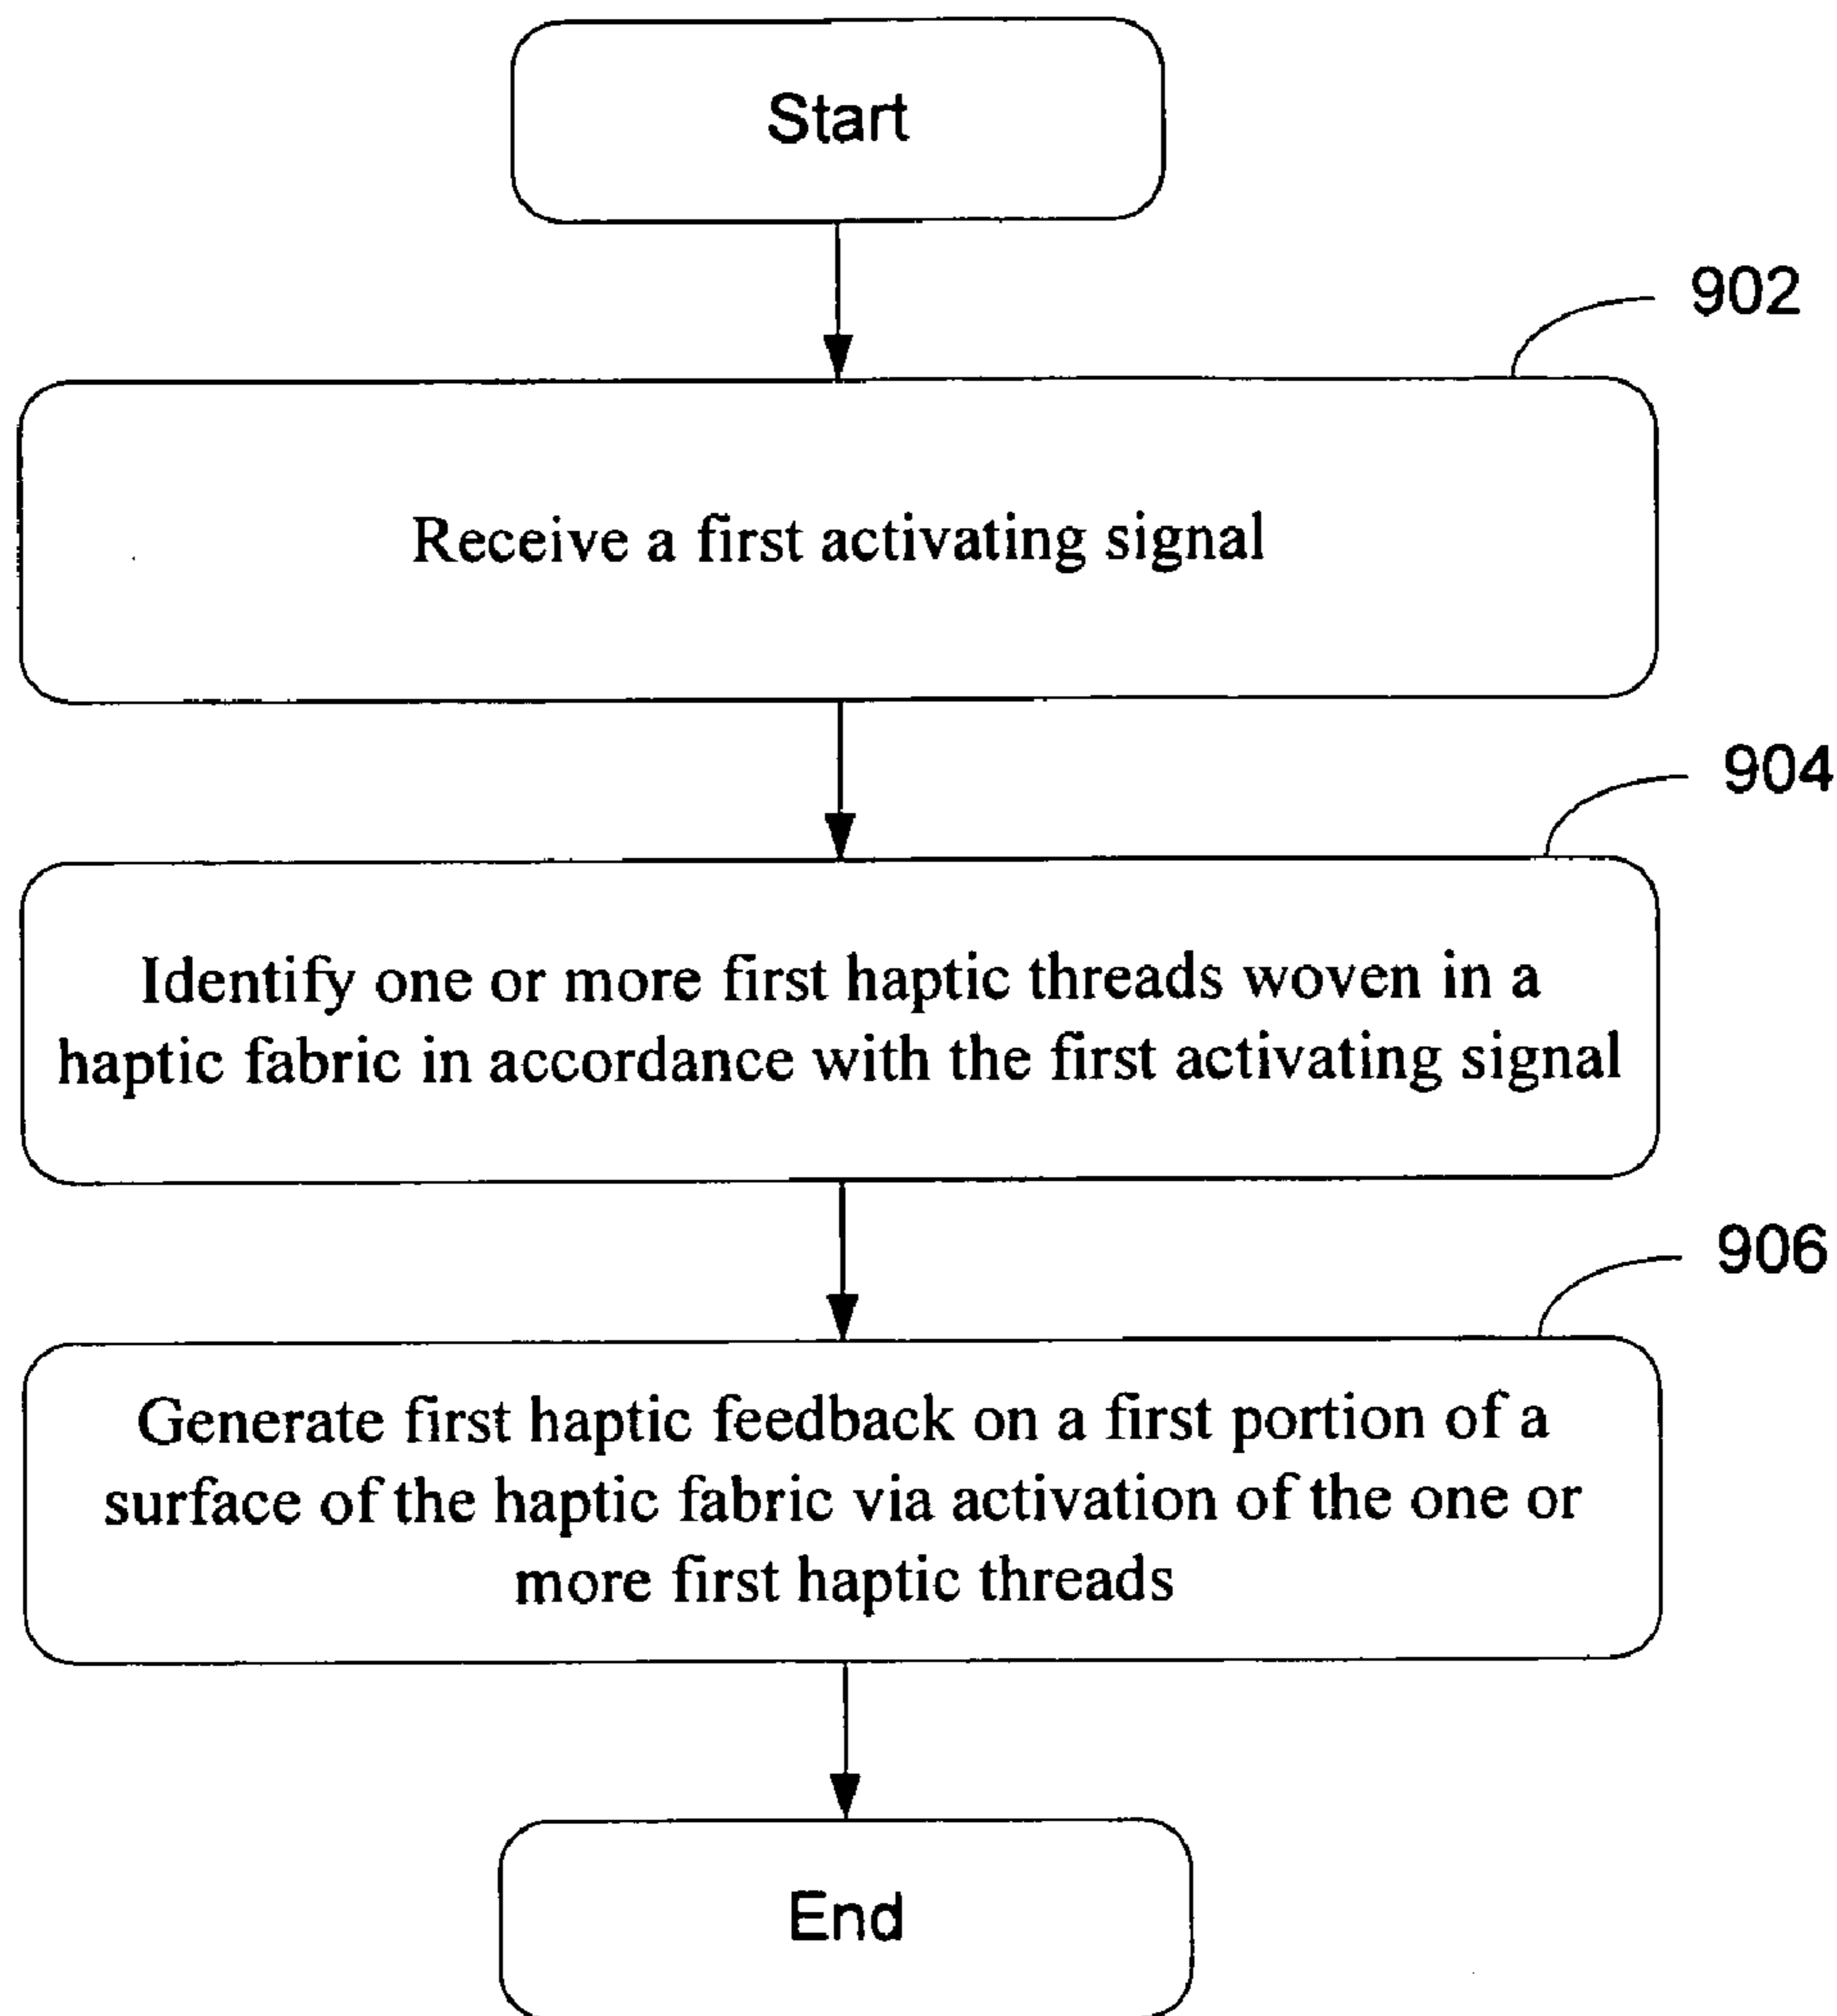 Start
902
Receive a first activating signal
904
Identify one or more first haptic threads woven in a
haptic fabric in accordance with the first activating signal
906
Generate first haptic feedback on a first portion of a
surface of the haptic fabric via activation of the one or
more first haptic threads
End